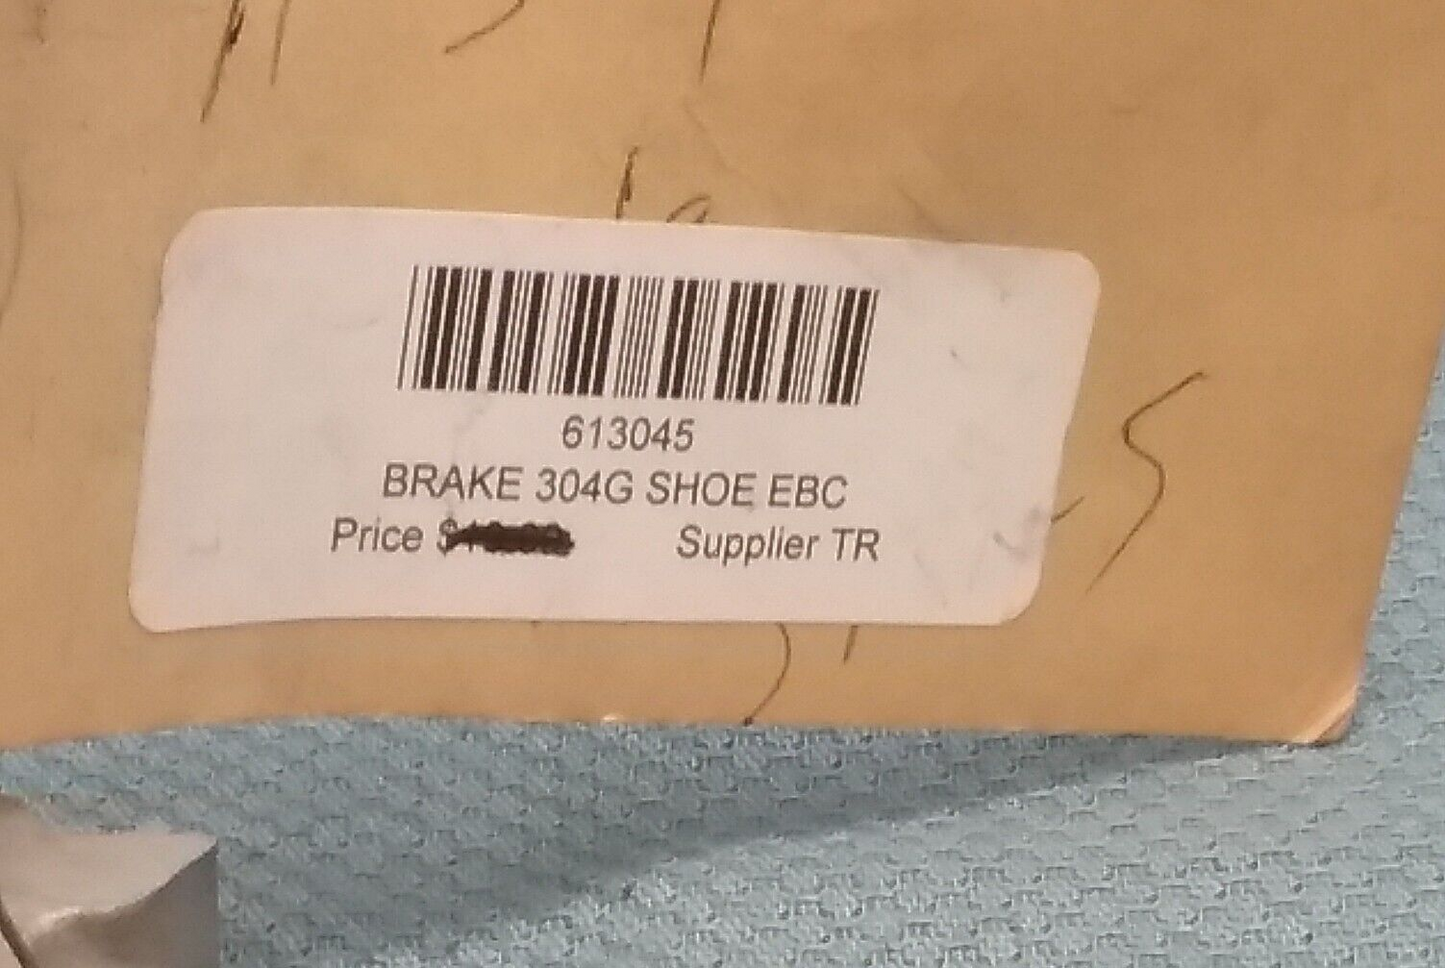 613045
BRAKE 304G SHOE EBC
Price $
Supplier TR